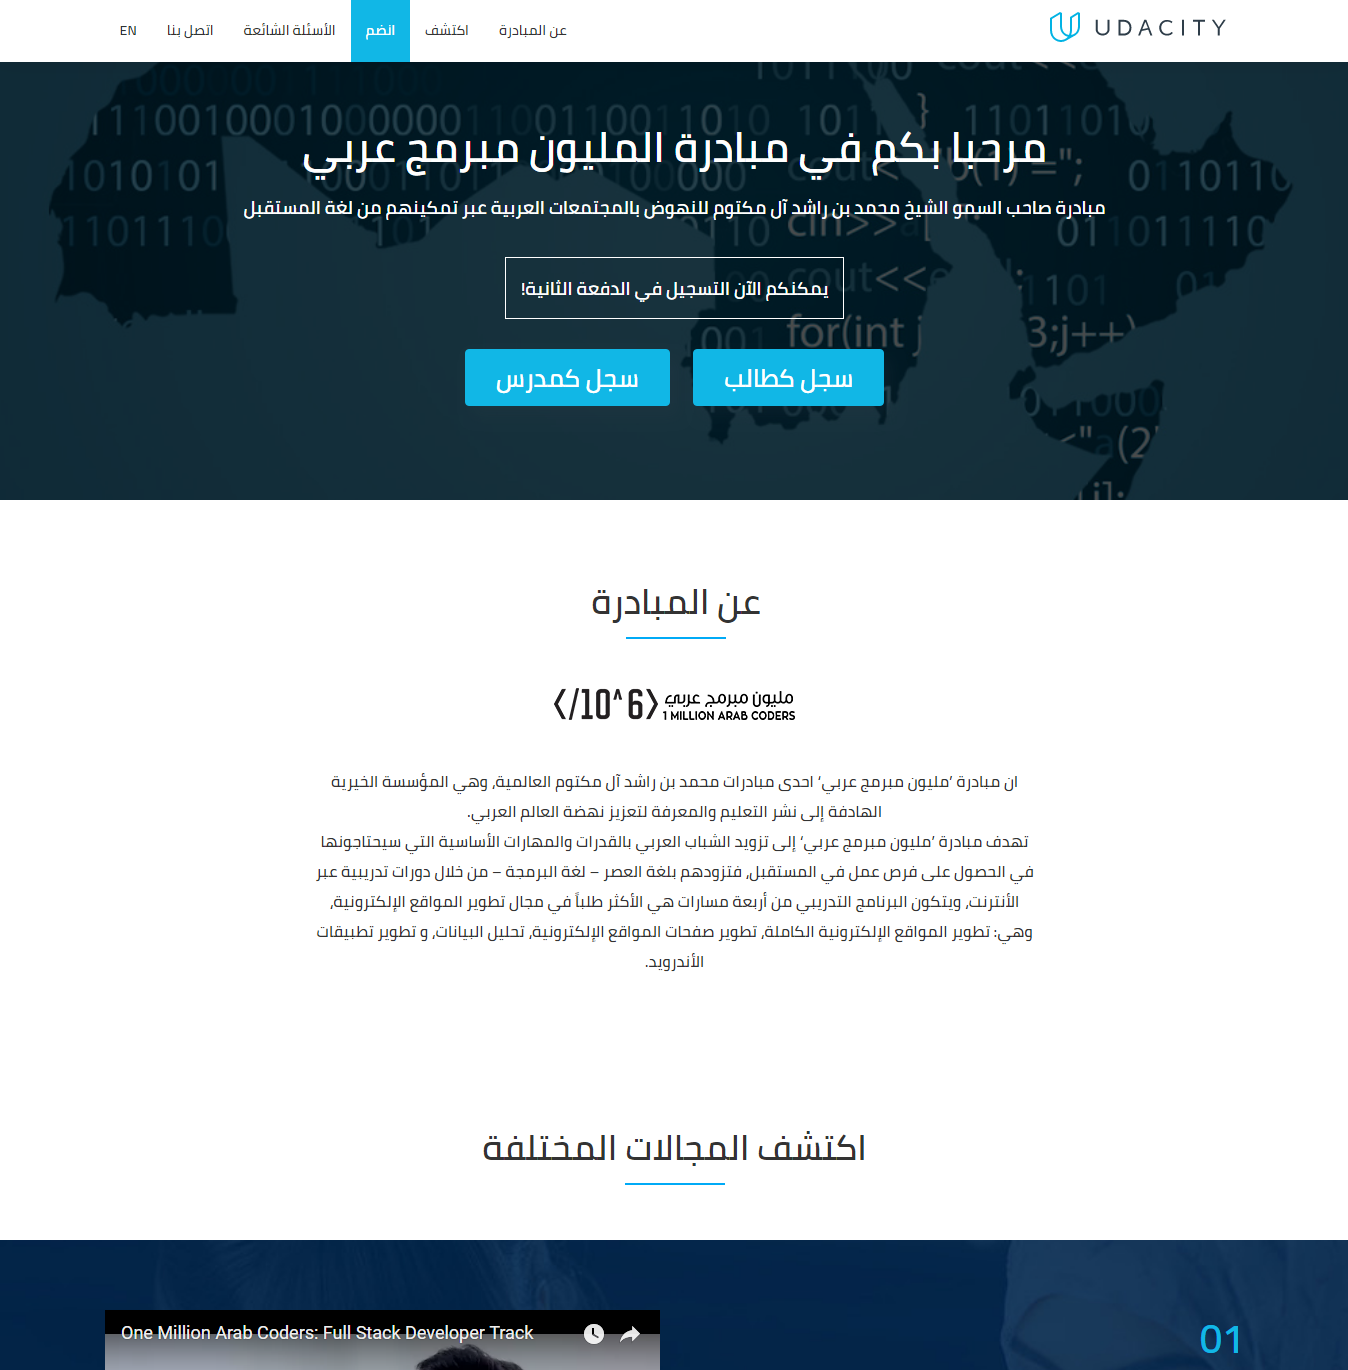 UDACITY
عن المبادرة
اكتشف
انضم
الأسئلة الشائعة
اتصل بنا
EN
مرحبا بكم في مبادرة المليون مبرمج عربي
مبادرة صاحب السمو الشيخ محمد بن راشد آل مكتوم للنهوض بالمجتمعات العربية عبر تمكينهم من لغة المستقبل
يمكنكم الآن التسجيل في الدفعة الثانية!
سجل كطالب
سجل كمدرس
عن المبادرة
مليون مبرمج عربي
1 MILLION ARAB CODERS
</10^6>
ان مبادرة ’مليون مبرمج عربي‘ احدى مبادرات محمد بن راشد آل مكتوم العالمية، وهي المؤسسة الخيرية
الهادفة إلى نشر التعليم والمعرفة لتعزيز نهضة العالم العربي.
تهدف مبادرة ’مليون مبرمج عربي‘ إلى تزويد الشباب العربي بالقدرات والمهارات الأساسية التي سيحتاجونها
في الحصول على فرص عمل في المستقبل، فتزودهم بلغة العصر – لغة البرمجة – من خلال دورات تدريبية عبر
الأنترنت، ويتكون البرنامج التدريبي من أربعة مسارات هي الأكثر طلباً في مجال تطوير المواقع الإلكترونية،
وهي: تطوير المواقع الإلكترونية الكاملة، تطوير صفحات المواقع الإلكترونية، تحليل البيانات، و تطوير تطبيقات
الأندرويد.
اكتشف المجالات المختلفة
01
One Million Arab Coders: Full Stack Developer Track